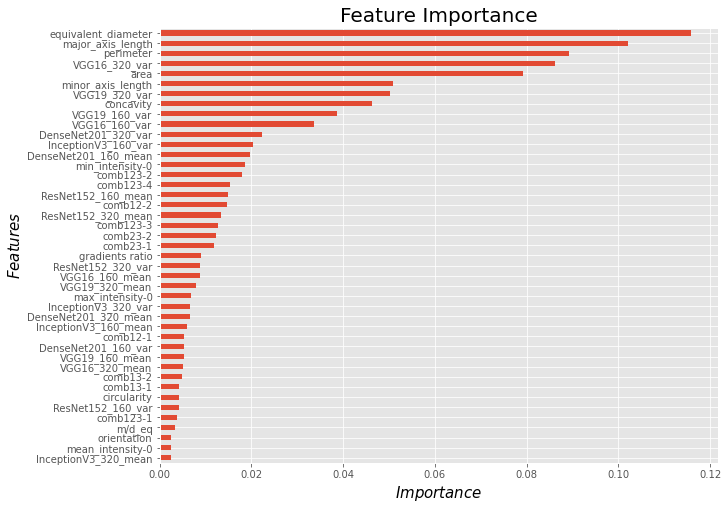 Feature Importance
equivalent_diameter
major_axis_length
perimeter
VGG16_320_var
area
minor_axis_length
VGG19_320_var
concavity
VGG19_160_var
VGG16_160_var
DenseNet201_320_var
InceptionV3_160_var
DenseNet201_160_mean
min_intensity-0
comb123-2
comb123-4
ResNet152_160_mean
comb12-2
ResNet152_320_mean
comb123-3
comb23-2
comb23-1
gradients ratio
ResNet152_320_var
VGG16_160_mean
VGG19_320_mean
max_intensity-0
InceptionV3_320_var
DenseNet201_320_mean
InceptionV3_160_mean
comb12-1
DenseNet201_160_var
VGG19_160_mean
VGG16_320_mean
comb13-2
comb13-1
circularity
ResNet152_160_var
comb123-1
m/d_eq
orientation
mean_intensity-0
InceptionV3_320_mean
Features
0.00 0.02 0.04 0.06 0.08 0.10 0.12
Importance